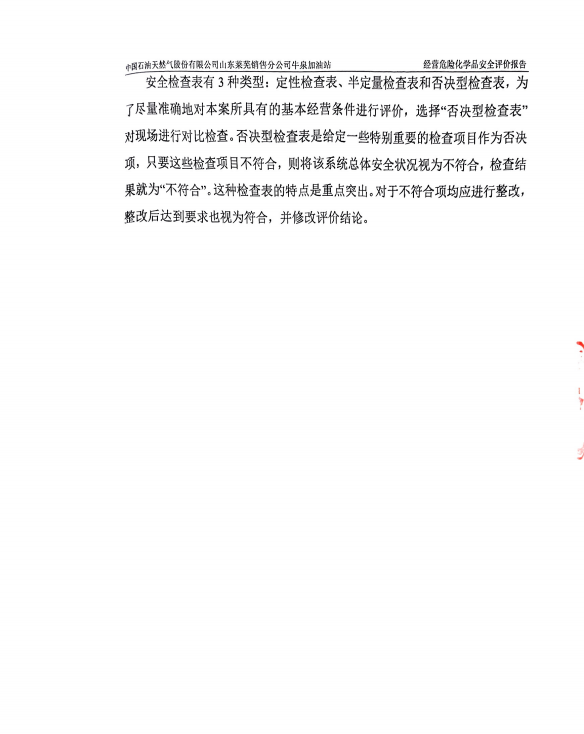 中国石油天然气股份有限公司山东莱芜销售分公司牛泉加油站 经营危险化学品安全评价报告
安全检查表有 3 种类型：定性检查表、半定量检查表和否决型检查表，为
了尽量准确地对本案所具有的基本经营条件进行评价，选择“否决型检查表”
对现场进行对比检查。否决型检查表是给定一些特别重要的检查项目作为否决
项，只要这些检查项目不符合，则将该系统总体安全状况视为不符合，检查结
果就为“不符合”。这种检查表的特点是重点突出。对于不符合项均应进行整改，
整改后达到要求也视为符合，并修改评价结论。